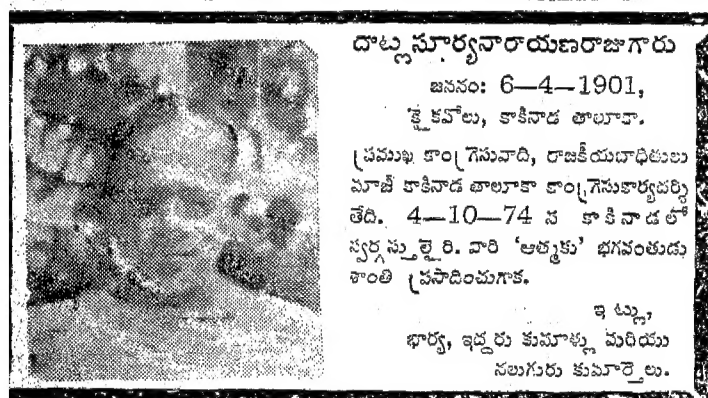 దాట్ల సూర్యనారాయణరాజుగారు
జననం: 6—4—1901,
కైకవోలు, కాకినాడ తాలూకా.
ప్రముఖ కాంగ్రెసువాది, రాజకీయబాధితులు
మాజీ కాకినాడ తాలూకా కాంగ్రెసుకార్యదర్శి
తేది. 4—10—74 న కాకినాడలో
స్వర్గస్తులైరి. వారి ‘ఆత్మకు’ భగవంతుడు
శాంతి ప్రసాదించుగాక.
ఇట్లు,
భార్య, ఇద్దరు కుమాళ్ళు మరియు
నలుగురు కుమార్తెలు.